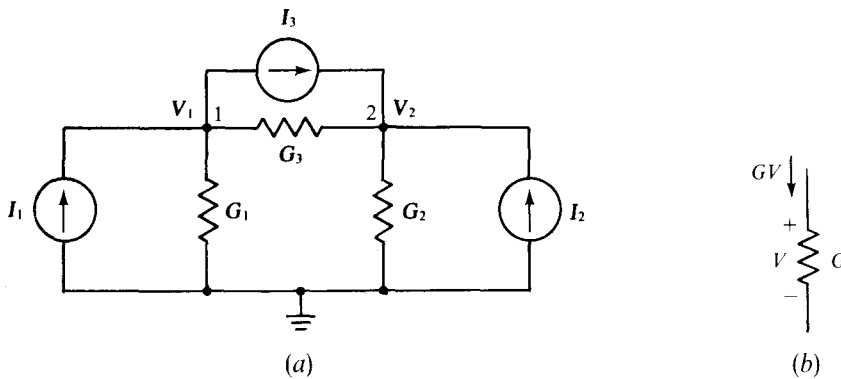 I₃
V₁ 1 2 V₂
G₃
I₁ G₁ G₂ I₂
(a)
GV
+
V G
−
(b)